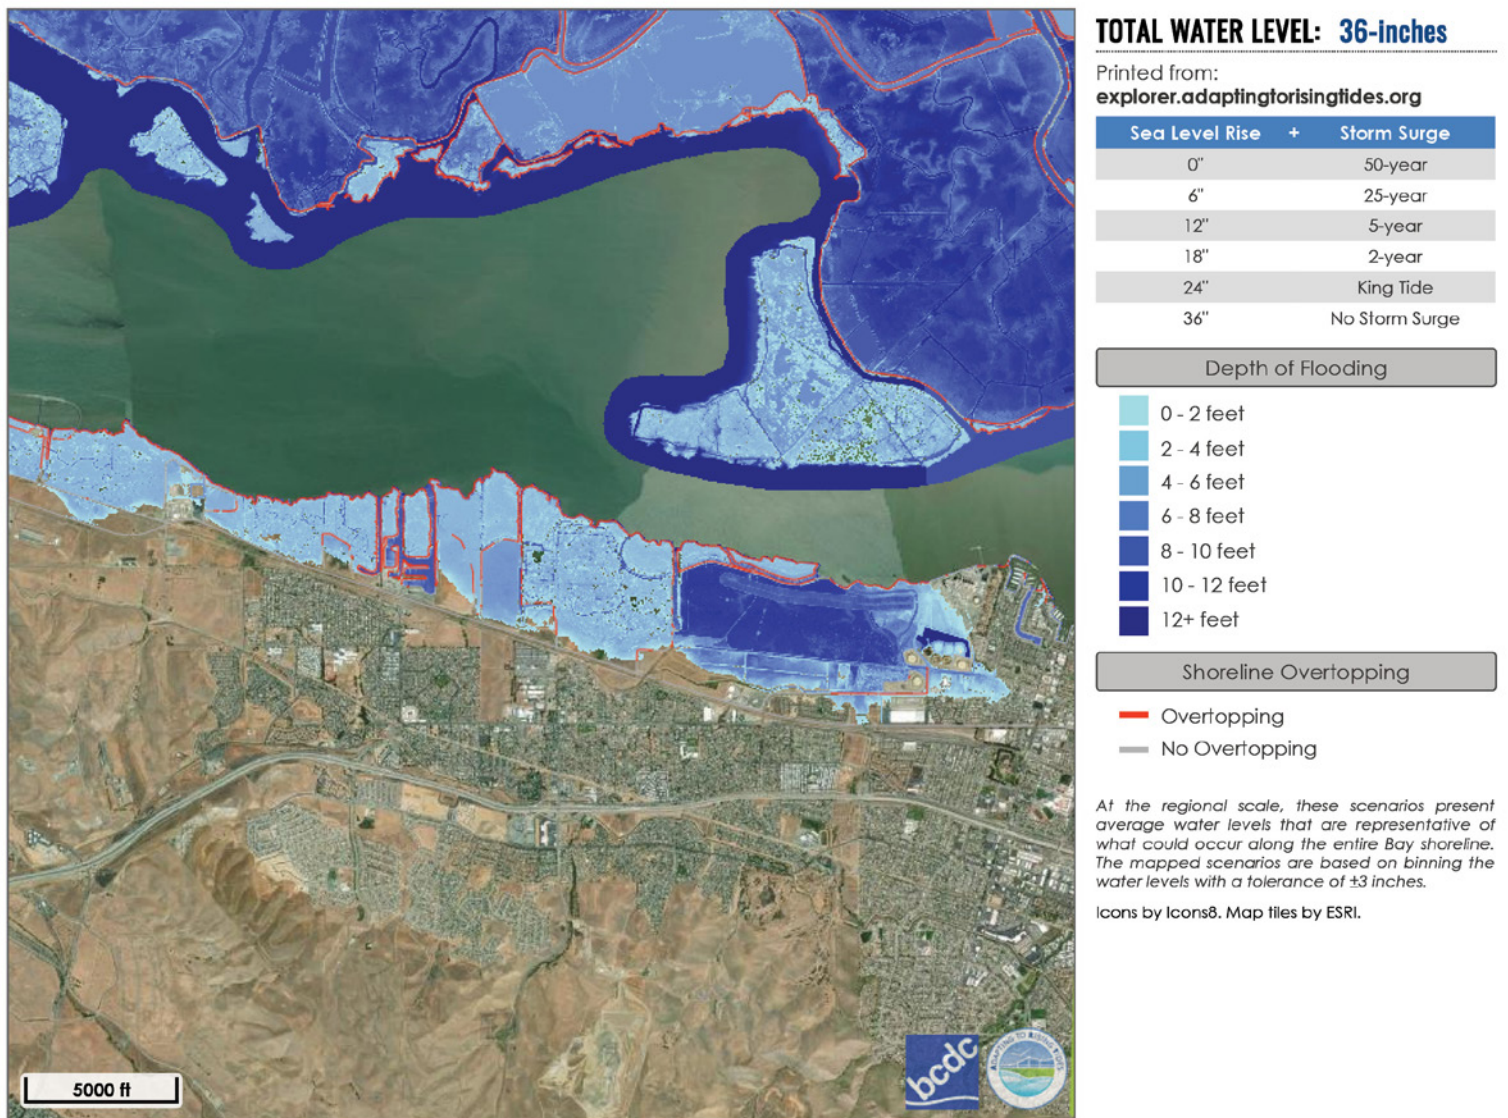 TOTAL WATER LEVEL: 36-inches
Printed from:
explorer.adaptingtorisingtides.org
Sea Level Rise + Storm Surge
0" 50-year
6" 25-year
12" 5-year
18" 2-year
24" King Tide
36" No Storm Surge
Depth of Flooding
0 - 2 feet
2 - 4 feet
4 - 6 feet
6 - 8 feet
8 - 10 feet
10 - 12 feet
12+ feet
Shoreline Overtopping
Overtopping
No Overtopping
At the regional scale, these scenarios present
average water levels that are representative of
what could occur along the entire Bay shoreline.
The mapped scenarios are based on binning the
water levels with a tolerance of ±3 inches.
Icons by Icons8. Map tiles by ESRI.
5000 ft
bcdc
ADAPTING TO RISING TIDES